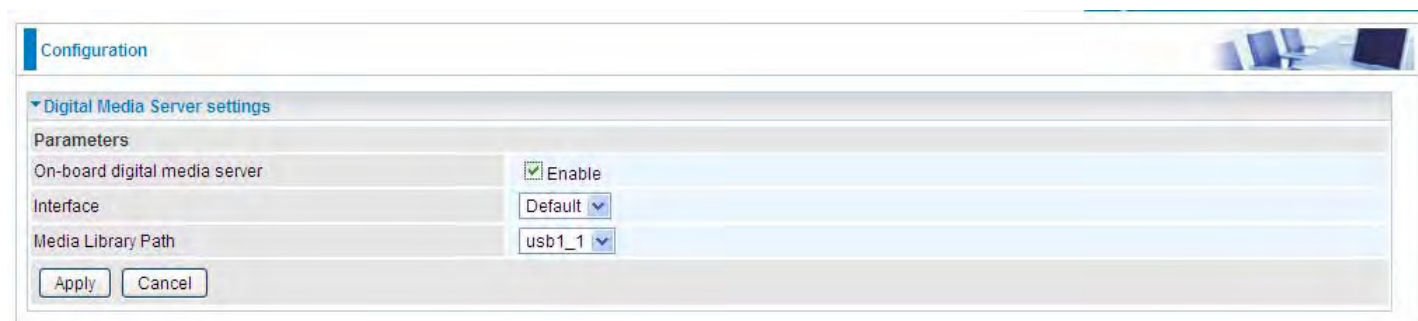 Configuration
Digital Media Server settings
Parameters
On-board digital media server Enable
Interface Default
Media Library Path usb1_1
Apply Cancel